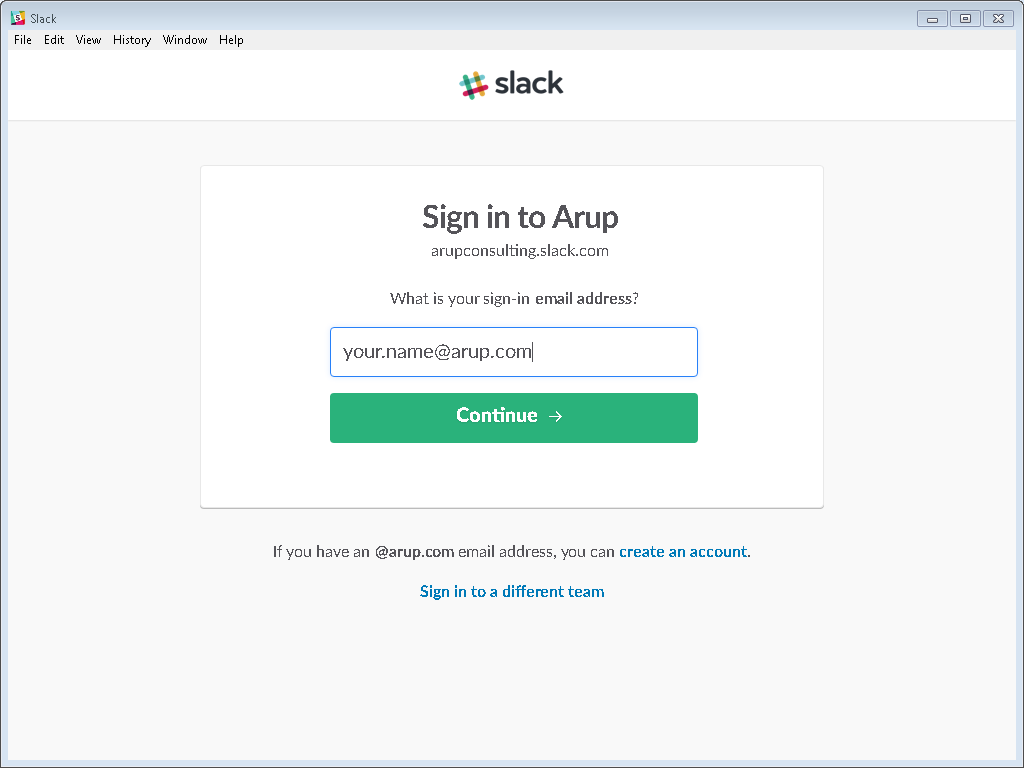 Slack
File Edit View History Window Help
slack
Sign in to Arup
arupconsulting.slack.com
What is your sign-in email address?
your.name@arup.com
Continue →
If you have an @arup.com email address, you can create an account.
Sign in to a different team